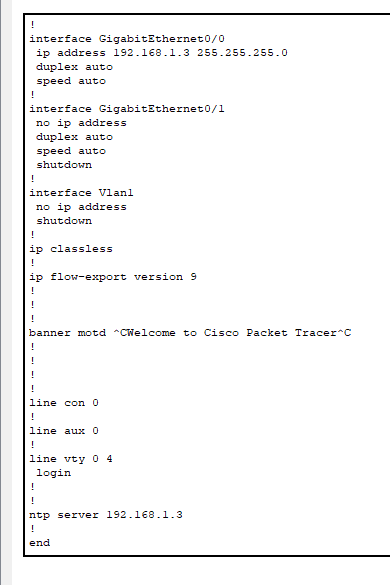 !
interface GigabitEthernet0/0
 ip address 192.168.1.3 255.255.255.0
 duplex auto
 speed auto
!
interface GigabitEthernet0/1
 no ip address
 duplex auto
 speed auto
 shutdown
!
interface Vlan1
 no ip address
 shutdown
!
ip classless
!
ip flow-export version 9
!
!
!
banner motd ^CWelcome to Cisco Packet Tracer^C
!
!
!
!
line con 0
!
line aux 0
!
line vty 0 4
 login
!
!
ntp server 192.168.1.3
!
end